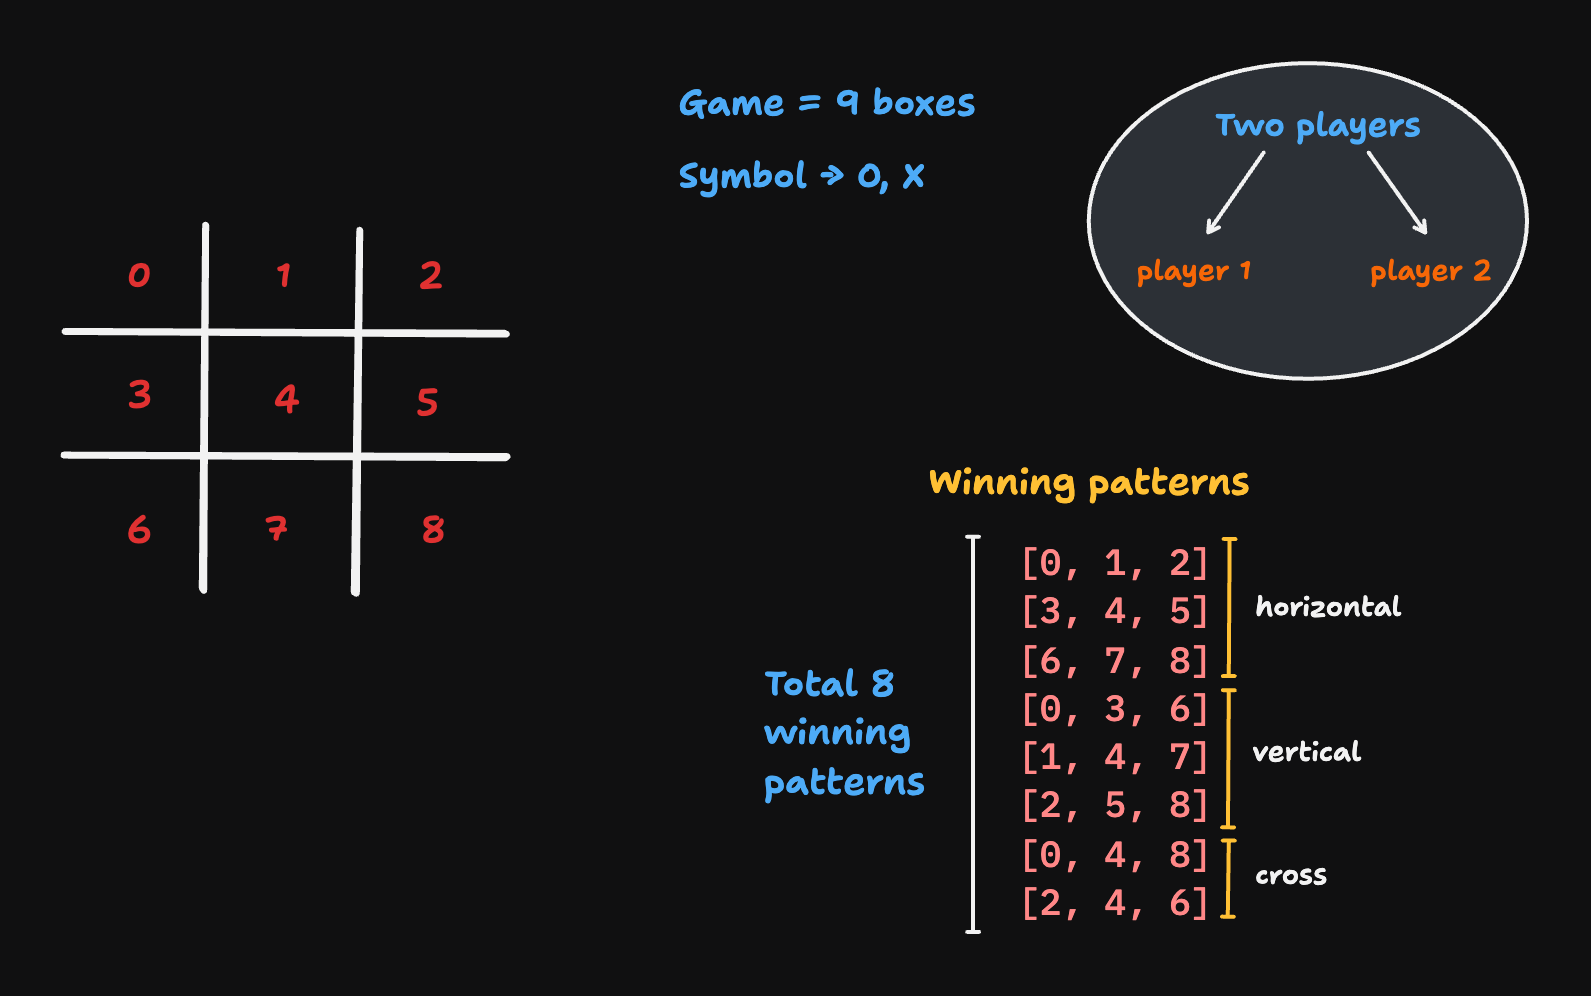 Game = 9 boxes
Symbol → O, X
Two players
player 1
player 2
0 1 2
3 4 5
6 7 8
Winning patterns
[0, 1, 2]
[3, 4, 5]
[6, 7, 8]
horizontal
[0, 3, 6]
[1, 4, 7]
[2, 5, 8]
vertical
[0, 4, 8]
[2, 4, 6]
cross
Total 8
winning
patterns